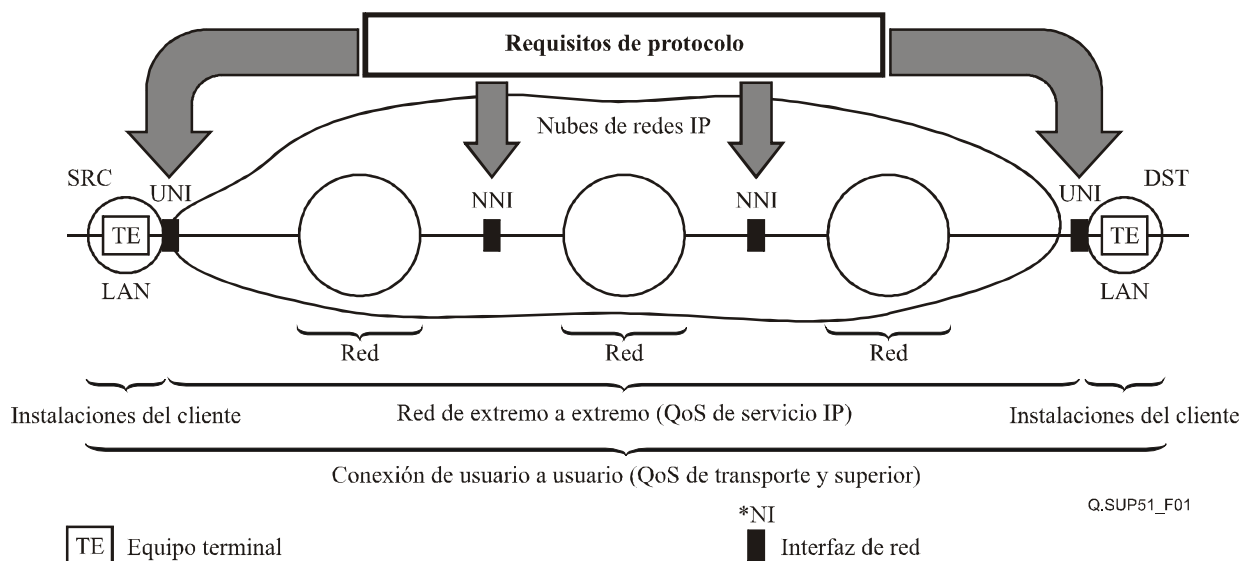 Requisitos de protocolo
Nubes de redes IP
SRC
UNI
NNI
NNI
UNI
DST
TE
TE
LAN
LAN
Red
Red
Red
Instalaciones del cliente
Red de extremo a extremo (QoS de servicio IP)
Instalaciones del cliente
Conexión de usuario a usuario (QoS de transporte y superior)
Q.SUP51_F01
*NI
TE Equipo terminal
Interfaz de red